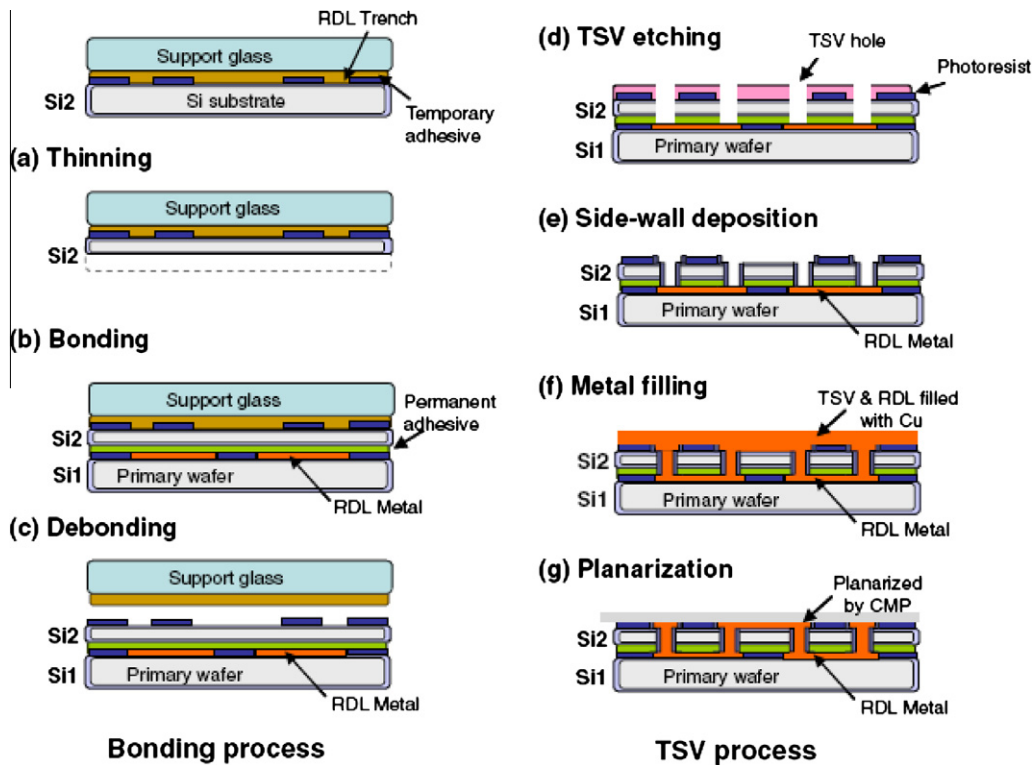 RDL Trench
Support glass
Si substrate
Si2
Temporary
adhesive
(a) Thinning
Support glass
Si2
(b) Bonding
Support glass
Permanent
adhesive
Si2
Si1
Primary wafer
RDL Metal
(c) Debonding
Support glass
Si2
Si1
Primary wafer
RDL Metal
Bonding process
(d) TSV etching
TSV hole
Photoresist
Si2
Si1
Primary wafer
(e) Side-wall deposition
Si2
Si1
Primary wafer
RDL Metal
(f) Metal filling
TSV & RDL filled
with Cu
Si2
Si1
Primary wafer
RDL Metal
(g) Planarization
Planarized
by CMP
Si2
Si1
Primary wafer
RDL Metal
TSV process